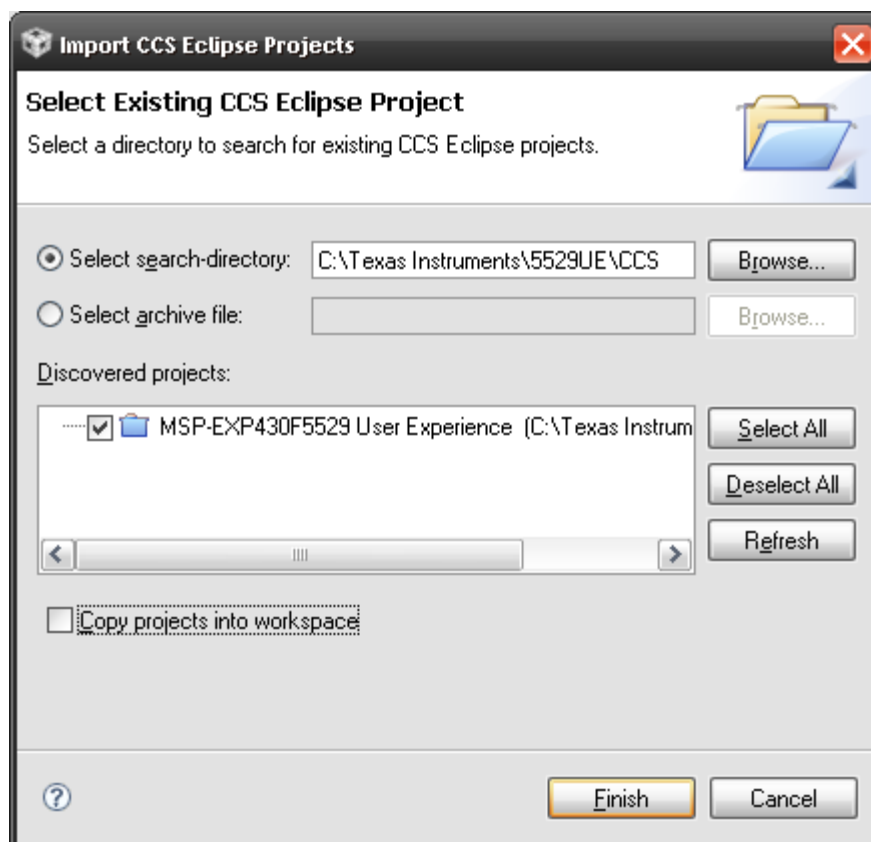 Import CCS Eclipse Projects
Select Existing CCS Eclipse Project
Select a directory to search for existing CCS Eclipse projects.
Select search-directory: C:\Texas Instruments\5529UE\CCS Browse...
Select archive file: Browse...
Discovered projects:
MSP-EXP430F5529 User Experience (C:\Texas Instrum
Select All
Deselect All
Refresh
Copy projects into workspace
? Finish Cancel